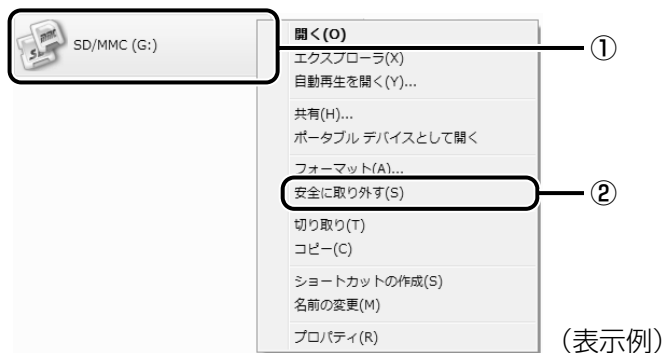 SD/MMC (G:)
開く(O)
エクスプローラ(X)
自動再生を開く(Y)...
共有(H)...
ポータブル デバイスとして開く
フォーマット(A)...
安全に取り外す(S)
切り取り(T)
コピー(C)
ショートカットの作成(S)
名前の変更(M)
プロパティ(R)
①
②
（表示例）